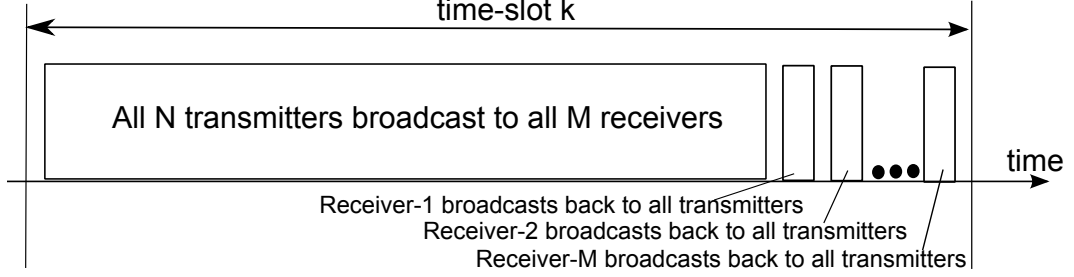 time-slot k
All N transmitters broadcast to all M receivers
time
Receiver-1 broadcasts back to all transmitters
Receiver-2 broadcasts back to all transmitters
Receiver-M broadcasts back to all transmitters